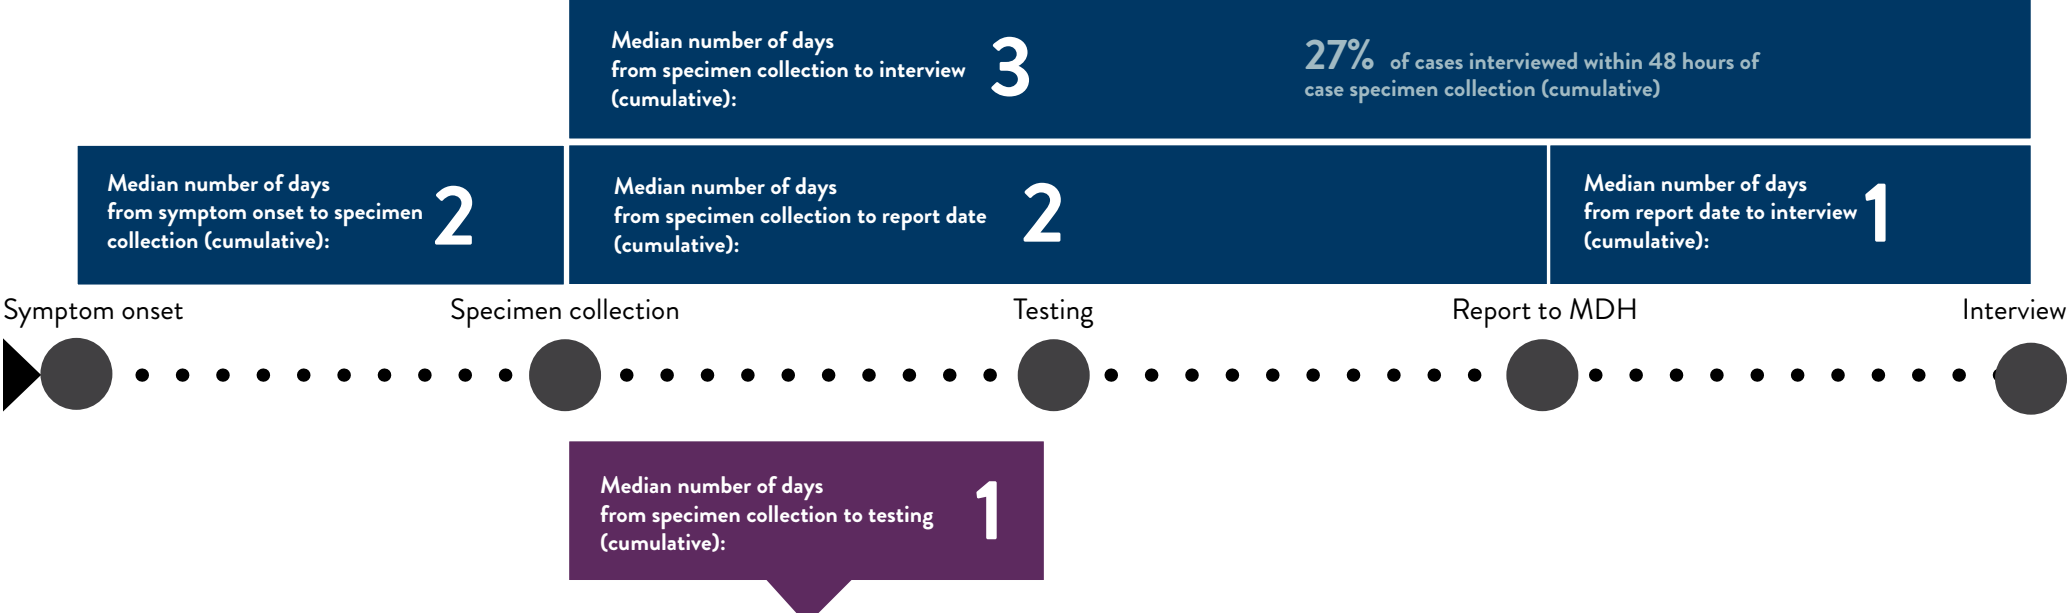 Median number of days
from specimen collection to interview
(cumulative):
3
27% of cases interviewed within 48 hours of
case specimen collection (cumulative)
Median number of days
from symptom onset to specimen
collection (cumulative):
2
Median number of days
from specimen collection to report date
(cumulative):
2
Median number of days
from report date to interview
(cumulative):
1
Symptom onset
Specimen collection
Testing
Report to MDH
Interview
Median number of days
from specimen collection to testing
(cumulative):
1